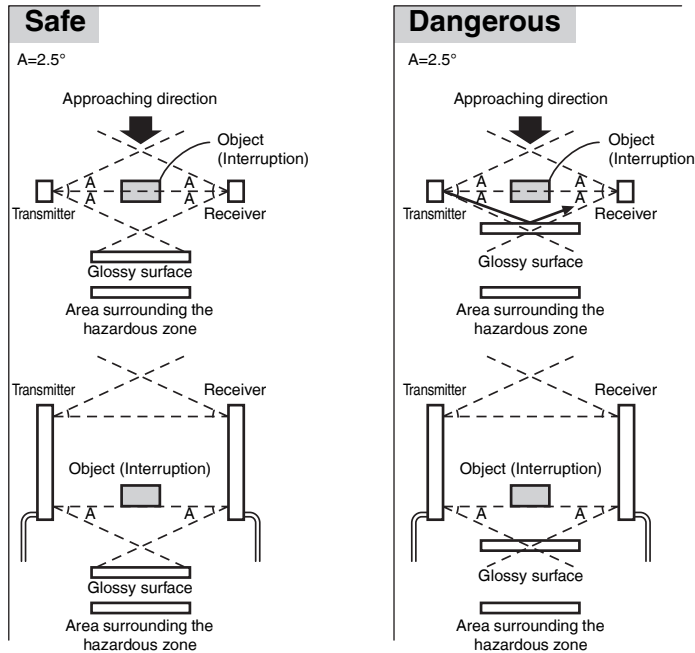 Safe
A=2.5°
Approaching direction
Object
(Interruption)
A
A
A
A
Transmitter
Receiver
Glossy surface
Area surrounding the
hazardous zone
Transmitter
Receiver
Object (Interruption)
A
A
Glossy surface
Area surrounding the
hazardous zone
Dangerous
A=2.5°
Approaching direction
Object
(Interruption
A
A
A
A
Transmitter
Receiver
Glossy surface
Area surrounding the
hazardous zone
Transmitter
Receiver
Object (Interruption)
A
A
Glossy surface
Area surrounding the
hazardous zone